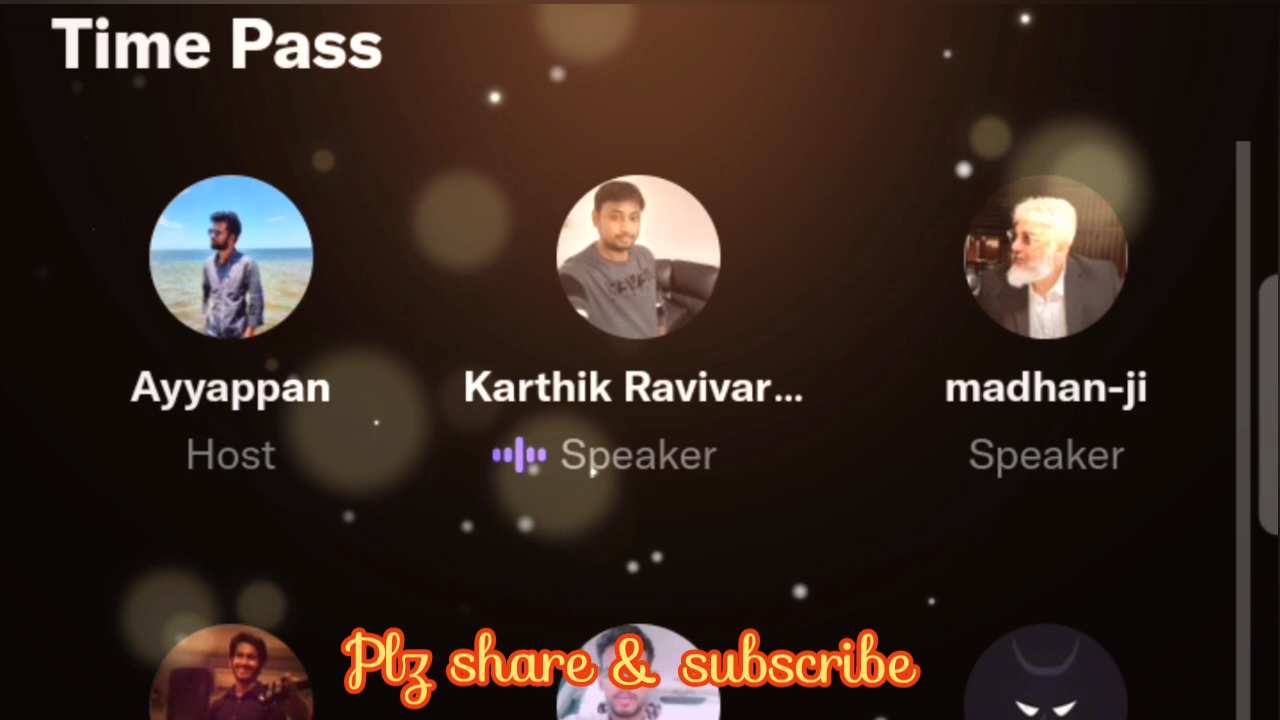 Time Pass
Ayyappan
Karthik Ravivar...
madhan-ji
Host
Speaker
Speaker
Plz share & subscribe